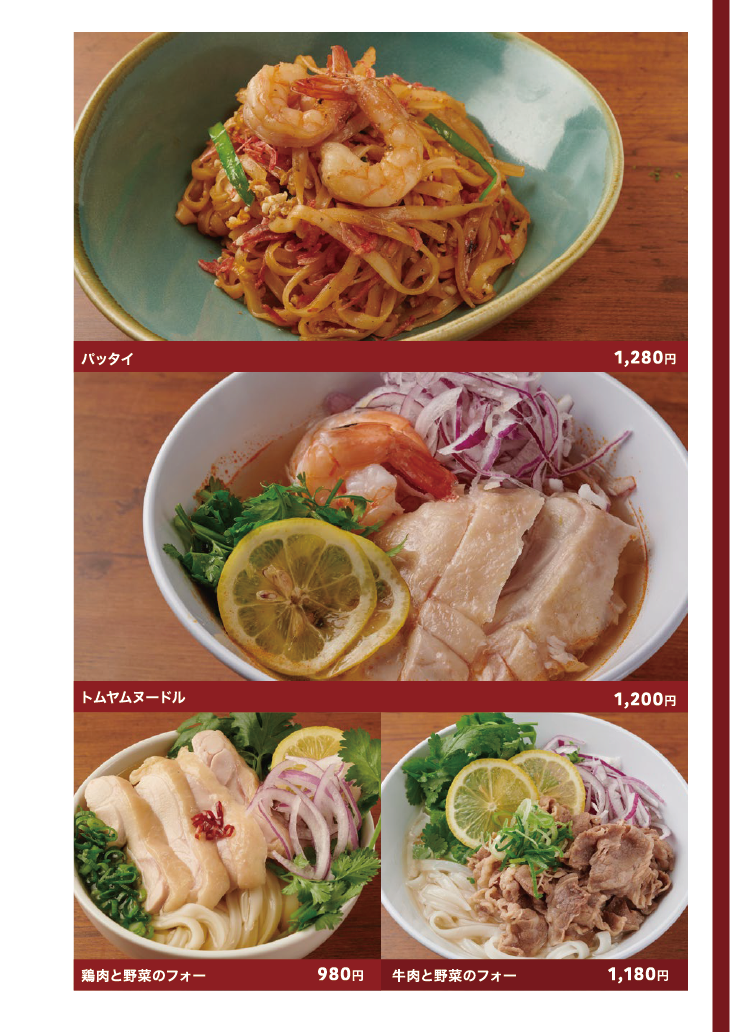 パッタイ 1,280円
トムヤムヌードル 1,200円
鶏肉と野菜のフォー 980円
牛肉と野菜のフォー 1,180円